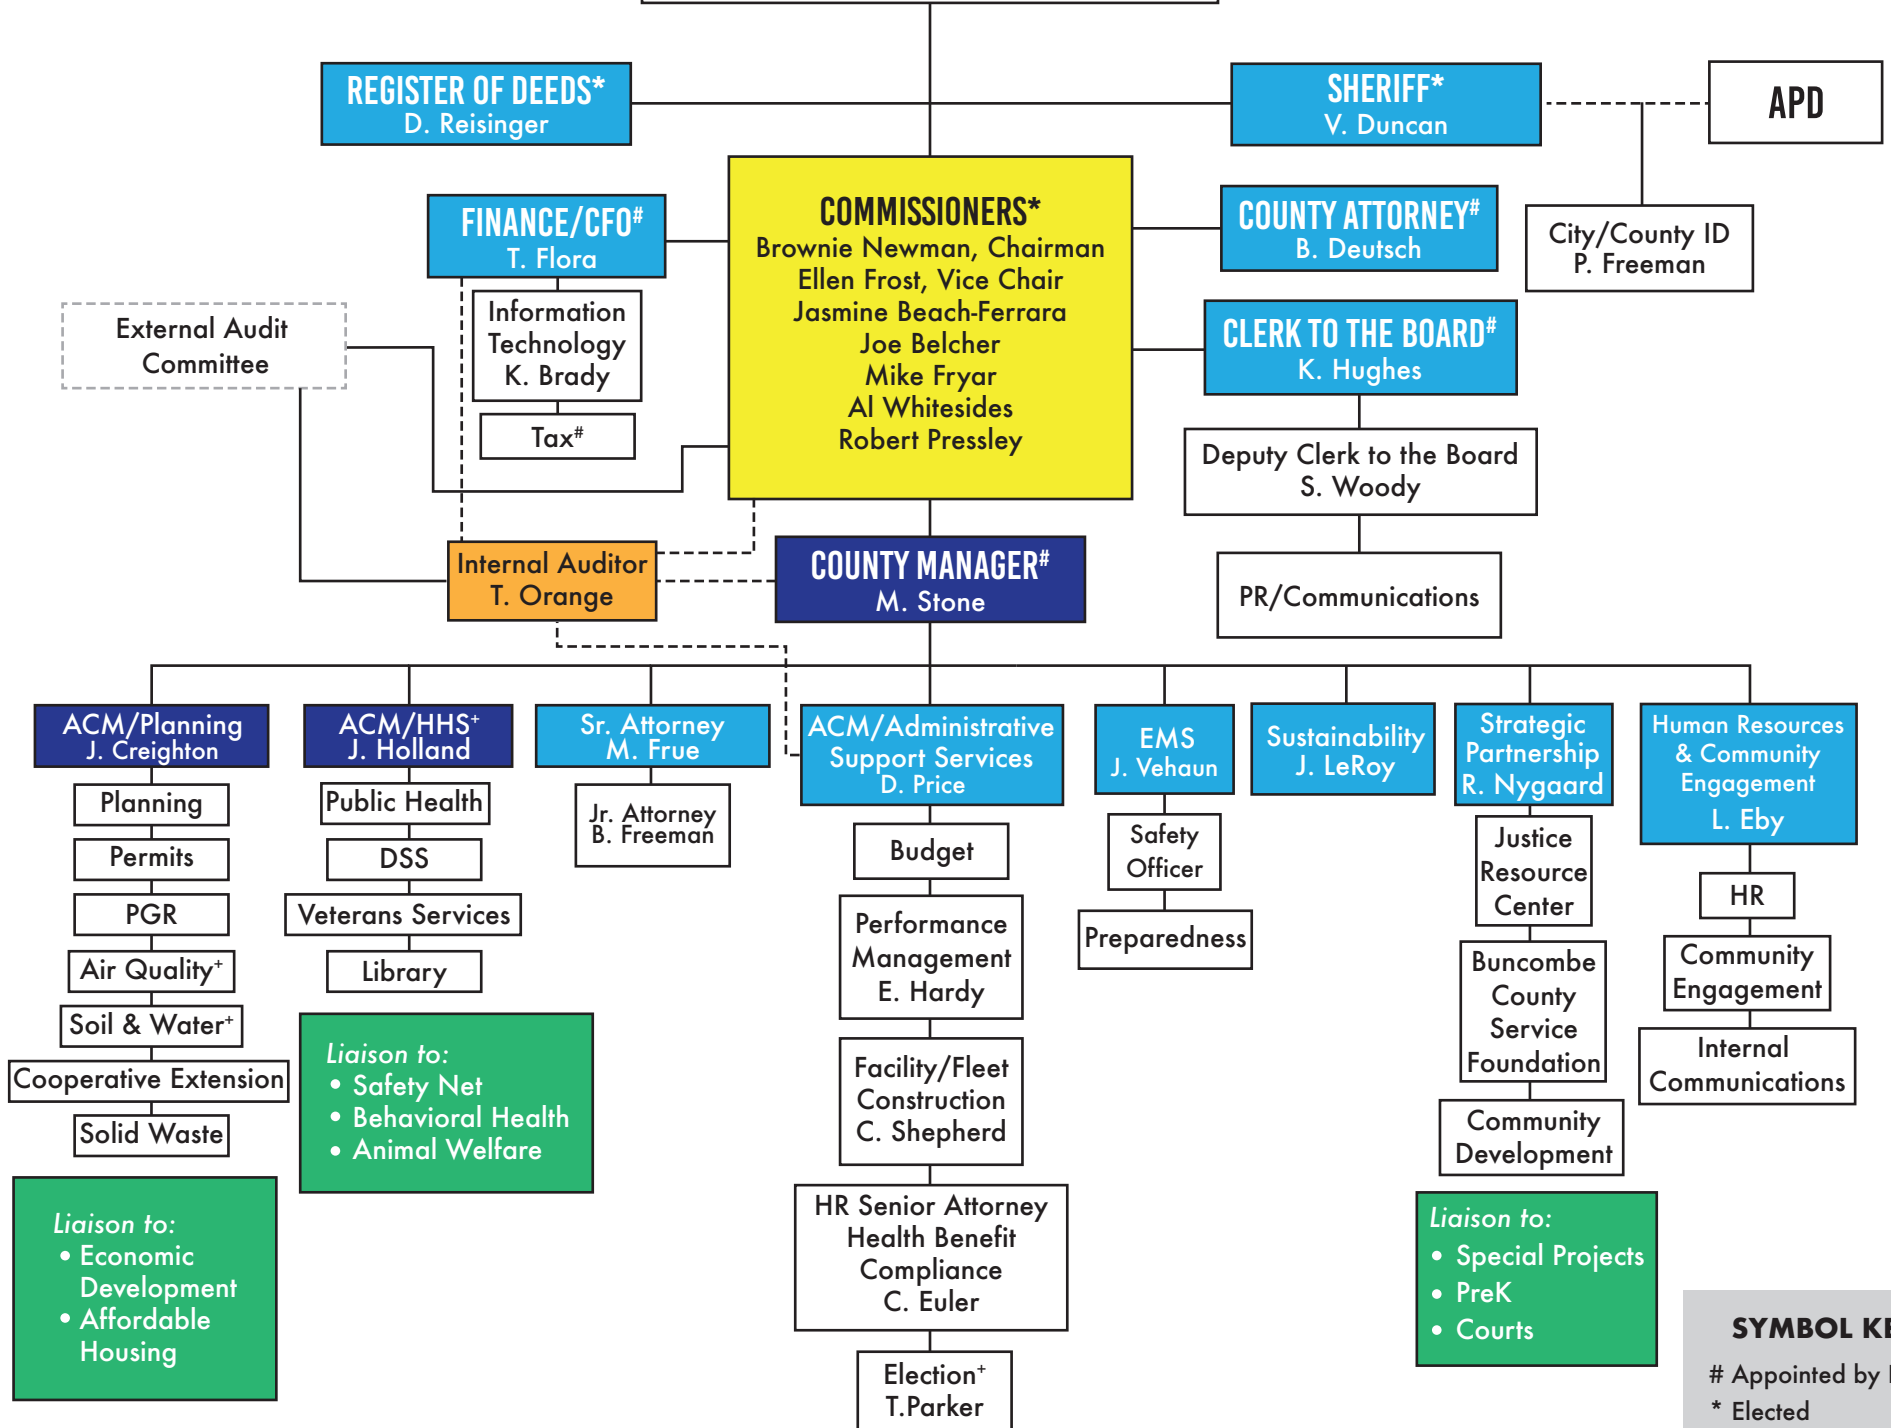 REGISTER OF DEEDS*
D. Reisinger
SHERIFF*
V. Duncan
APD
City/County ID
P. Freeman
FINANCE/CFO#
T. Flora
COMMISSIONERS*
Brownie Newman, Chairman
Ellen Frost, Vice Chair
Jasmine Beach-Ferrara
Joe Belcher
Mike Fryar
Al Whitesides
Robert Pressley
COUNTY ATTORNEY#
B. Deutsch
External Audit
Committee
Information
Technology
K. Brady
Tax#
CLERK TO THE BOARD#
K. Hughes
Deputy Clerk to the Board
S. Woody
PR/Communications
Internal Auditor
T. Orange
COUNTY MANAGER#
M. Stone
ACM/Planning
J. Creighton
Planning
Permits
PGR
Air Quality+
Soil & Water+
Cooperative Extension
Solid Waste
Liaison to:
• Economic
Development
• Affordable
Housing
ACM/HHS+
J. Holland
Public Health
DSS
Veterans Services
Library
Liaison to:
• Safety Net
• Behavioral Health
• Animal Welfare
Sr. Attorney
M. Frue
Jr. Attorney
B. Freeman
ACM/Administrative
Support Services
D. Price
Budget
Performance
Management
E. Hardy
Facility/Fleet
Construction
C. Shepherd
HR Senior Attorney
Health Benefit
Compliance
C. Euler
Election+
T.Parker
EMS
J. Vehaun
Safety
Officer
Preparedness
Sustainability
J. LeRoy
Strategic
Partnership
R. Nygaard
Justice
Resource
Center
Buncombe
County
Service
Foundation
Community
Development
Liaison to:
• Special Projects
• PreK
• Courts
Human Resources
& Community
Engagement
L. Eby
HR
Community
Engagement
Internal
Communications
SYMBOL
# Appointed by
* Elected